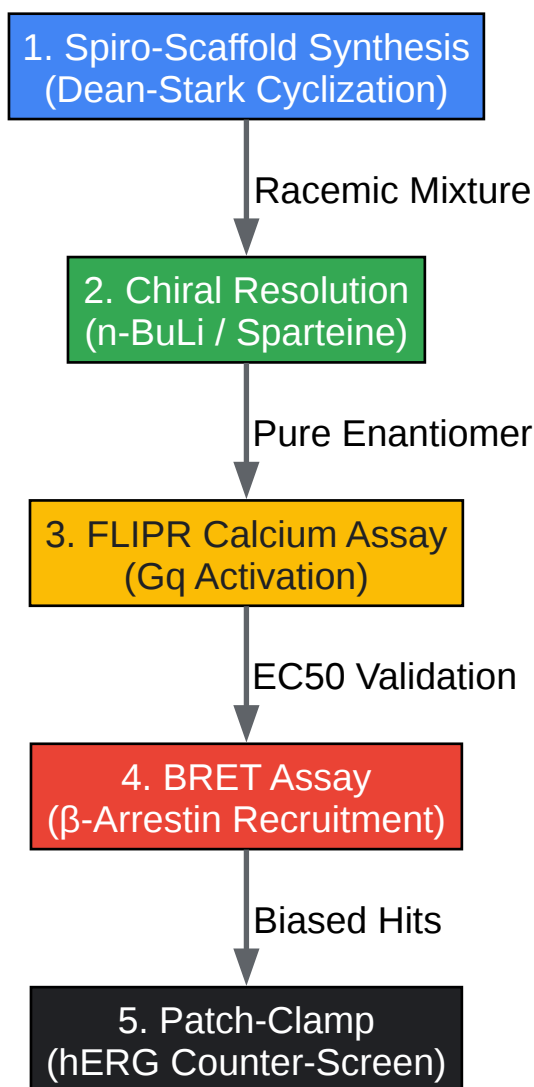 1. Spiro-Scaffold Synthesis
(Dean-Stark Cyclization)
Racemic Mixture
2. Chiral Resolution
(n-BuLi / Sparteine)
Pure Enantiomer
3. FLIPR Calcium Assay
(Gq Activation)
EC50 Validation
4. BRET Assay
(β-Arrestin Recruitment)
Biased Hits
5. Patch-Clamp
(hERG Counter-Screen)